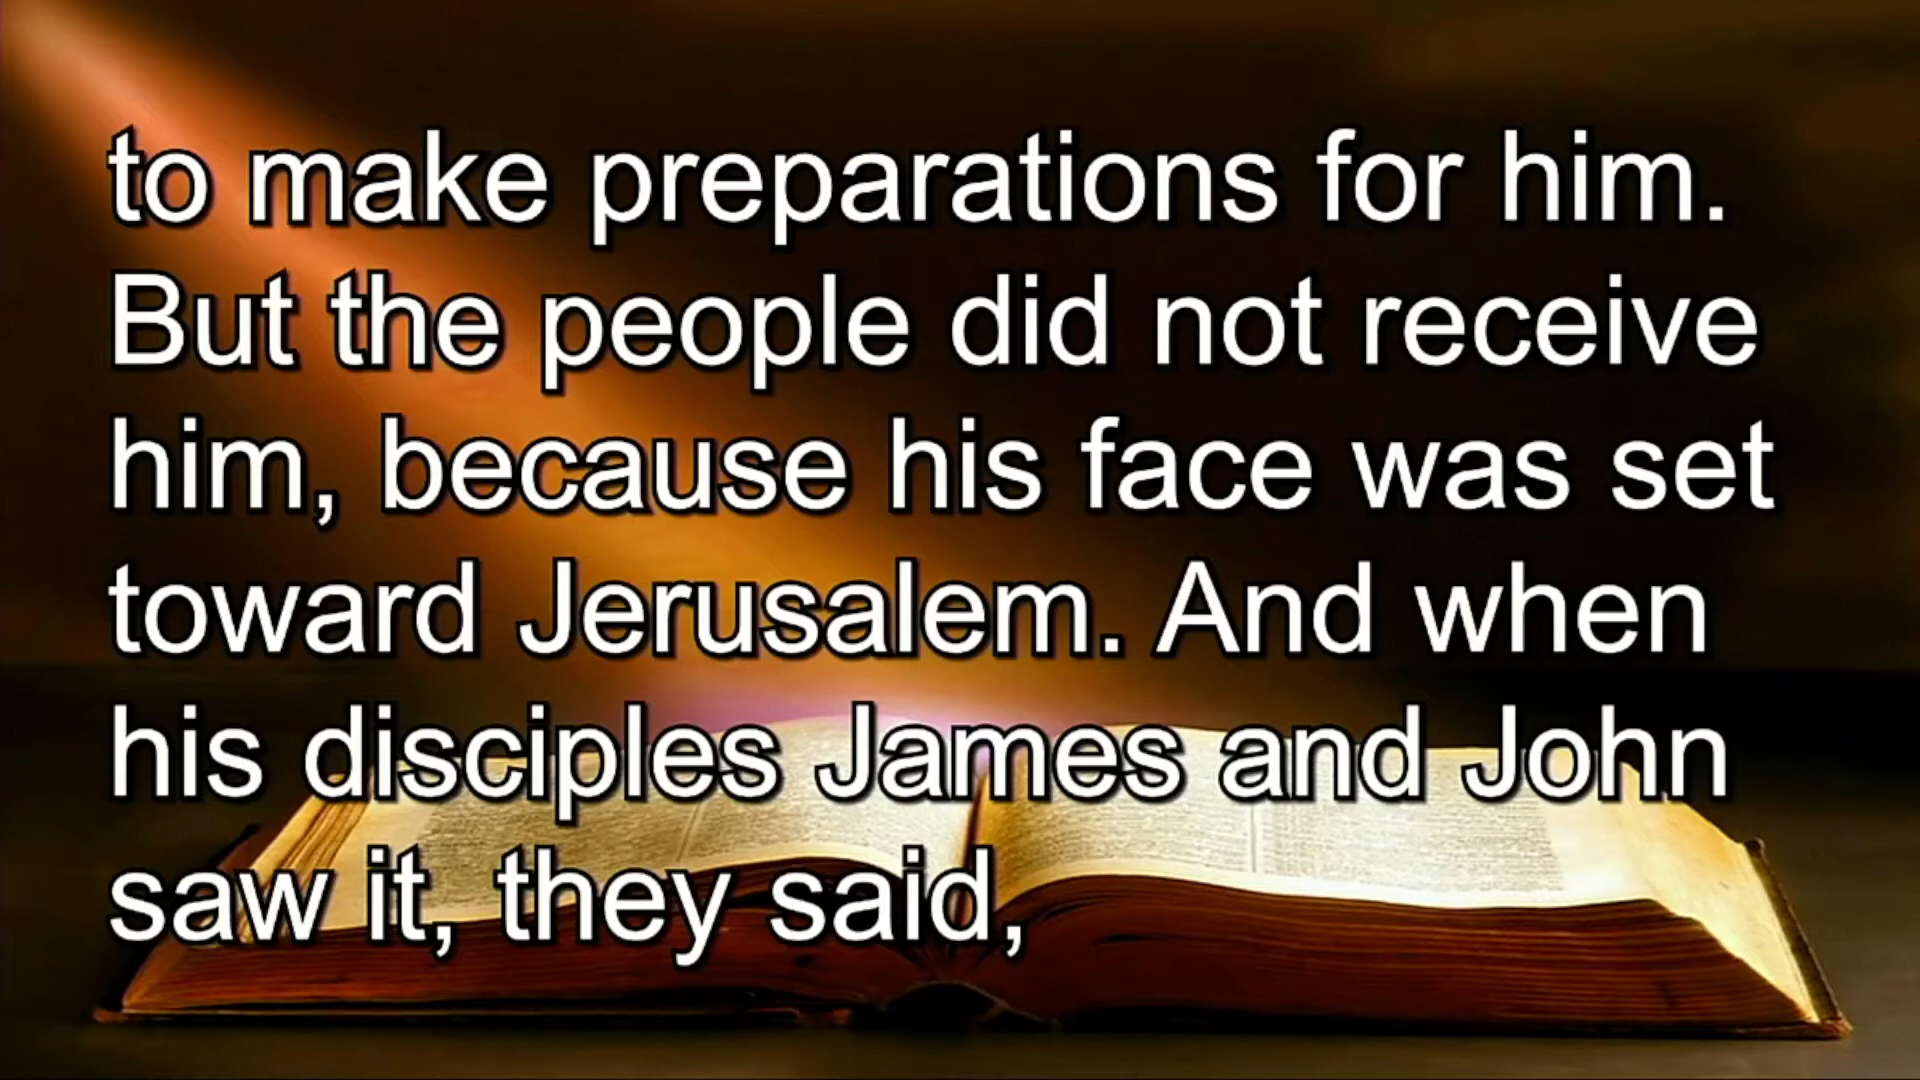 to make preparations for him.
But the people did not receive
him, because his face was set
toward Jerusalem. And when
his disciples James and John
saw it, they said,